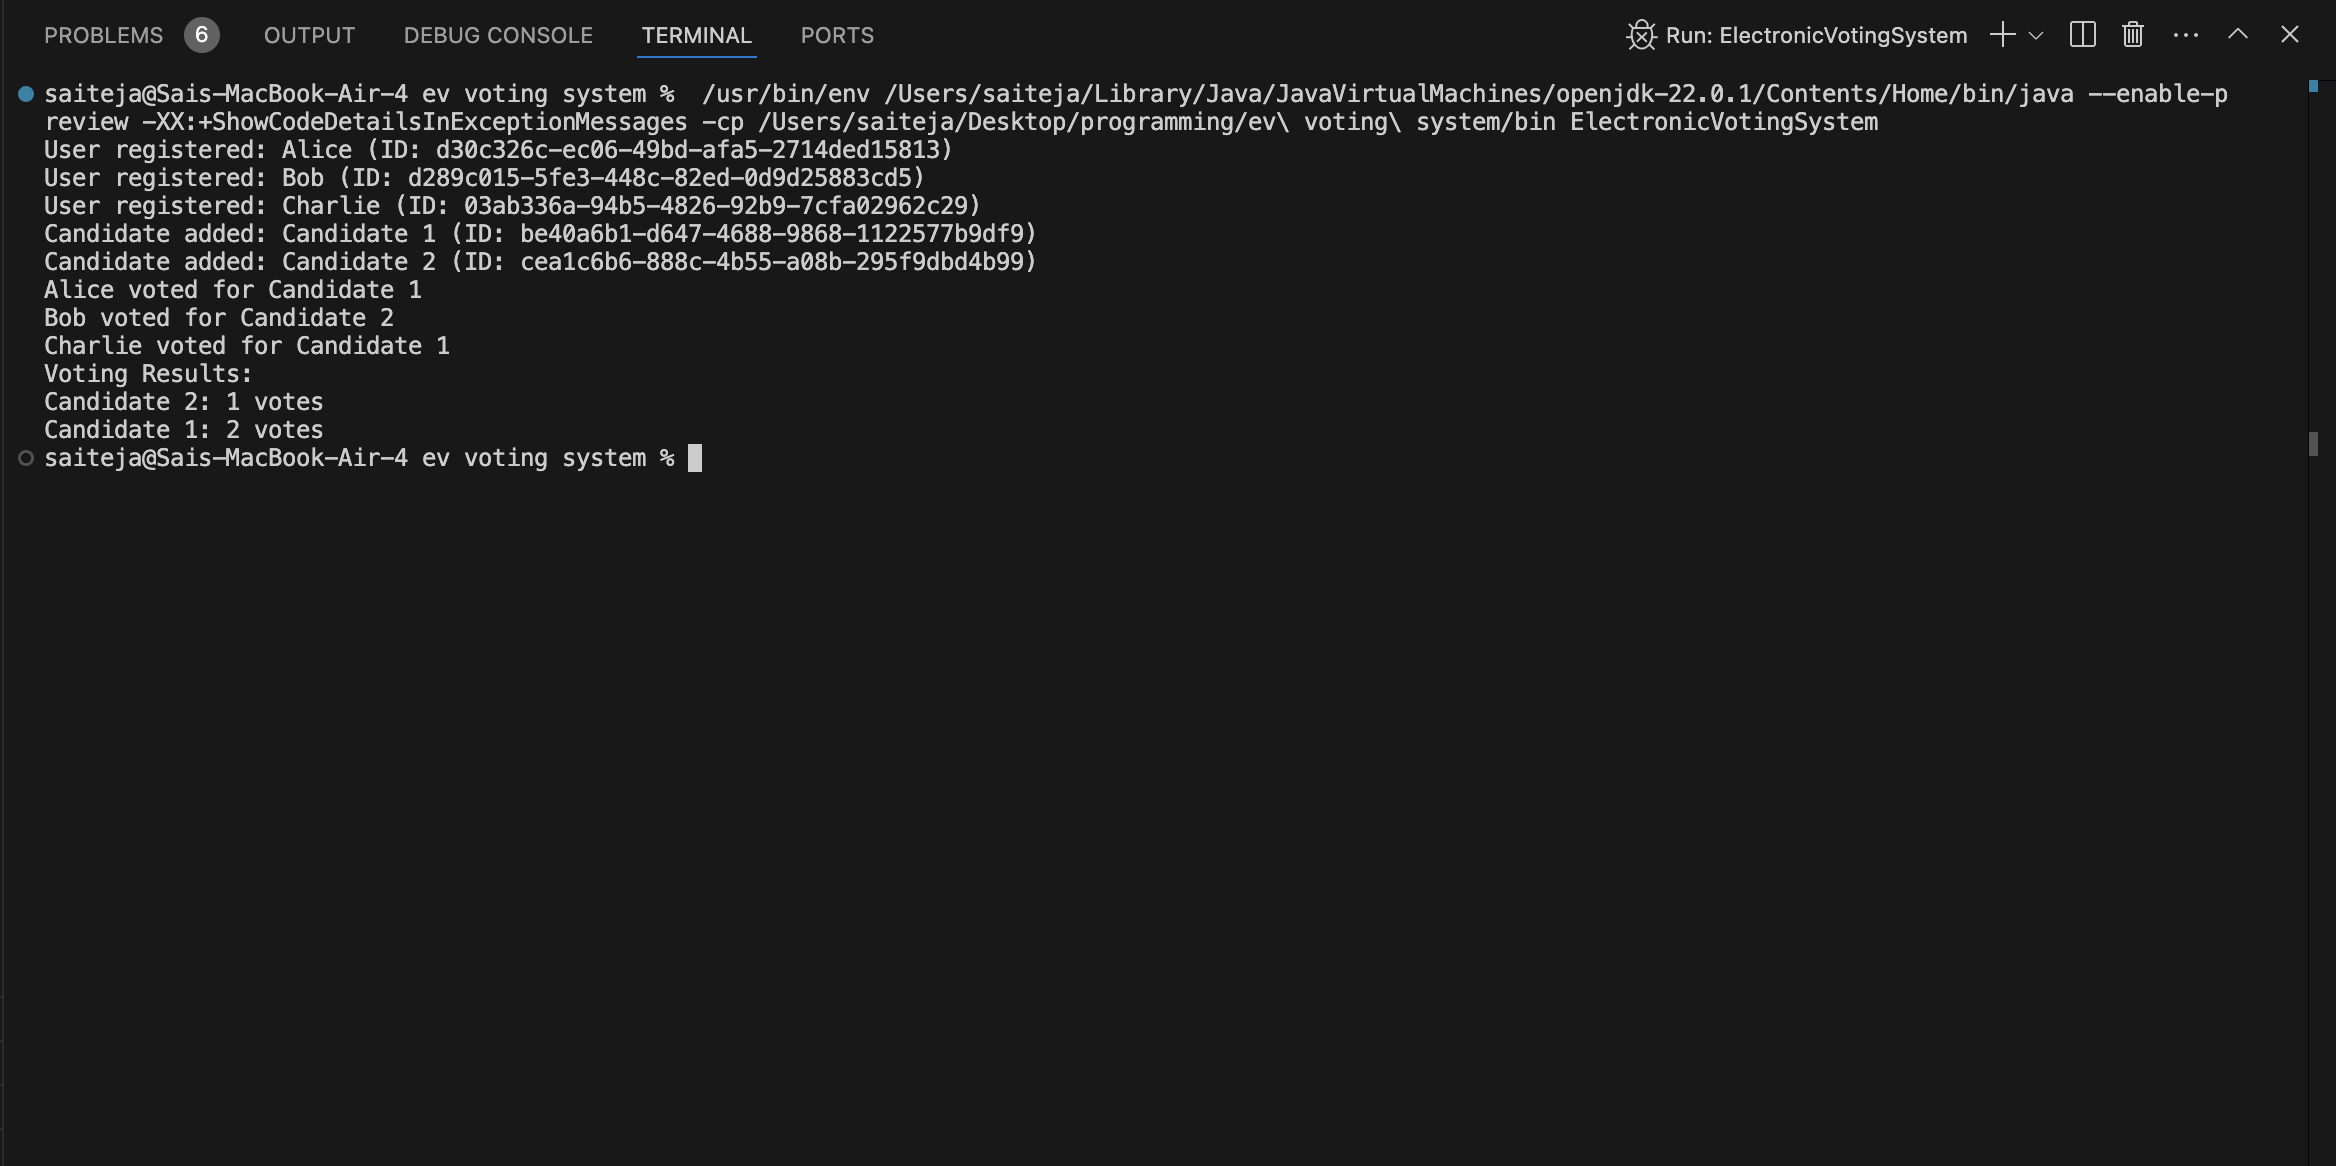 PROBLEMS 6 OUTPUT DEBUG CONSOLE TERMINAL PORTS Run: ElectronicVotingSystem
saiteja@Sais-MacBook-Air-4 ev voting system %  /usr/bin/env /Users/saiteja/Library/Java/JavaVirtualMachines/openjdk-22.0.1/Contents/Home/bin/java --enable-p
review -XX:+ShowCodeDetailsInExceptionMessages -cp /Users/saiteja/Desktop/programming/ev\ voting\ system/bin ElectronicVotingSystem
User registered: Alice (ID: d30c326c-ec06-49bd-afa5-2714ded15813)
User registered: Bob (ID: d289c015-5fe3-448c-82ed-0d9d25883cd5)
User registered: Charlie (ID: 03ab336a-94b5-4826-92b9-7cfa02962c29)
Candidate added: Candidate 1 (ID: be40a6b1-d647-4688-9868-1122577b9df9)
Candidate added: Candidate 2 (ID: cea1c6b6-888c-4b55-a08b-295f9dbd4b99)
Alice voted for Candidate 1
Bob voted for Candidate 2
Charlie voted for Candidate 1
Voting Results:
Candidate 2: 1 votes
Candidate 1: 2 votes
saiteja@Sais-MacBook-Air-4 ev voting system %